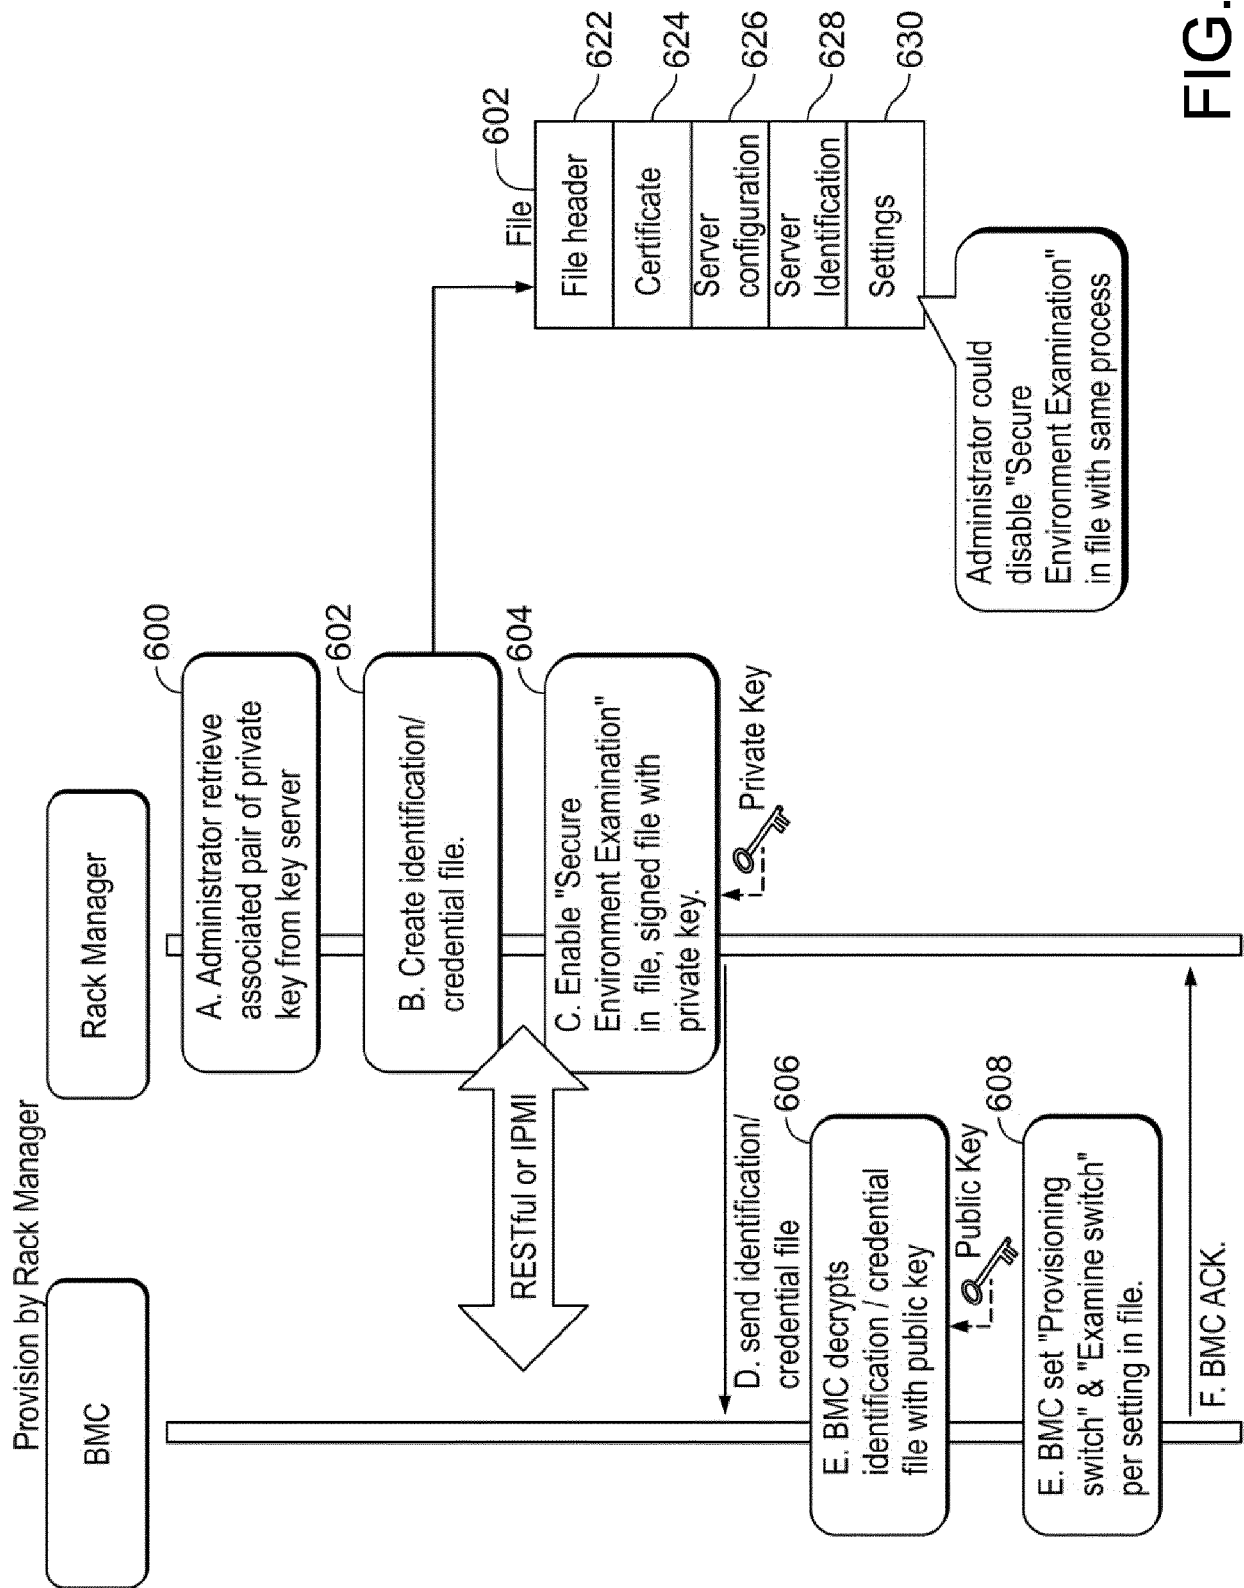 Provision by Rack Manager
BMC
Rack Manager
600
A. Administrator retrieve
associated pair of private
key from key server
602
B. Create identification/
credential file.
RESTful or IPMI
604
C. Enable "Secure
Environment Examination"
in file, signed file with
private key.
Private Key
D. send identification/
credential file
606
E. BMC decrypts
identification / credential
file with public key
Public Key
608
E. BMC set "Provisioning
switch" & "Examine switch"
per setting in file.
F. BMC ACK.
File
602
File header
622
Certificate
624
Server
configuration
626
Server
Identification
628
Settings
630
Administrator could
disable "Secure
Environment Examination"
in file with same process
FIG.